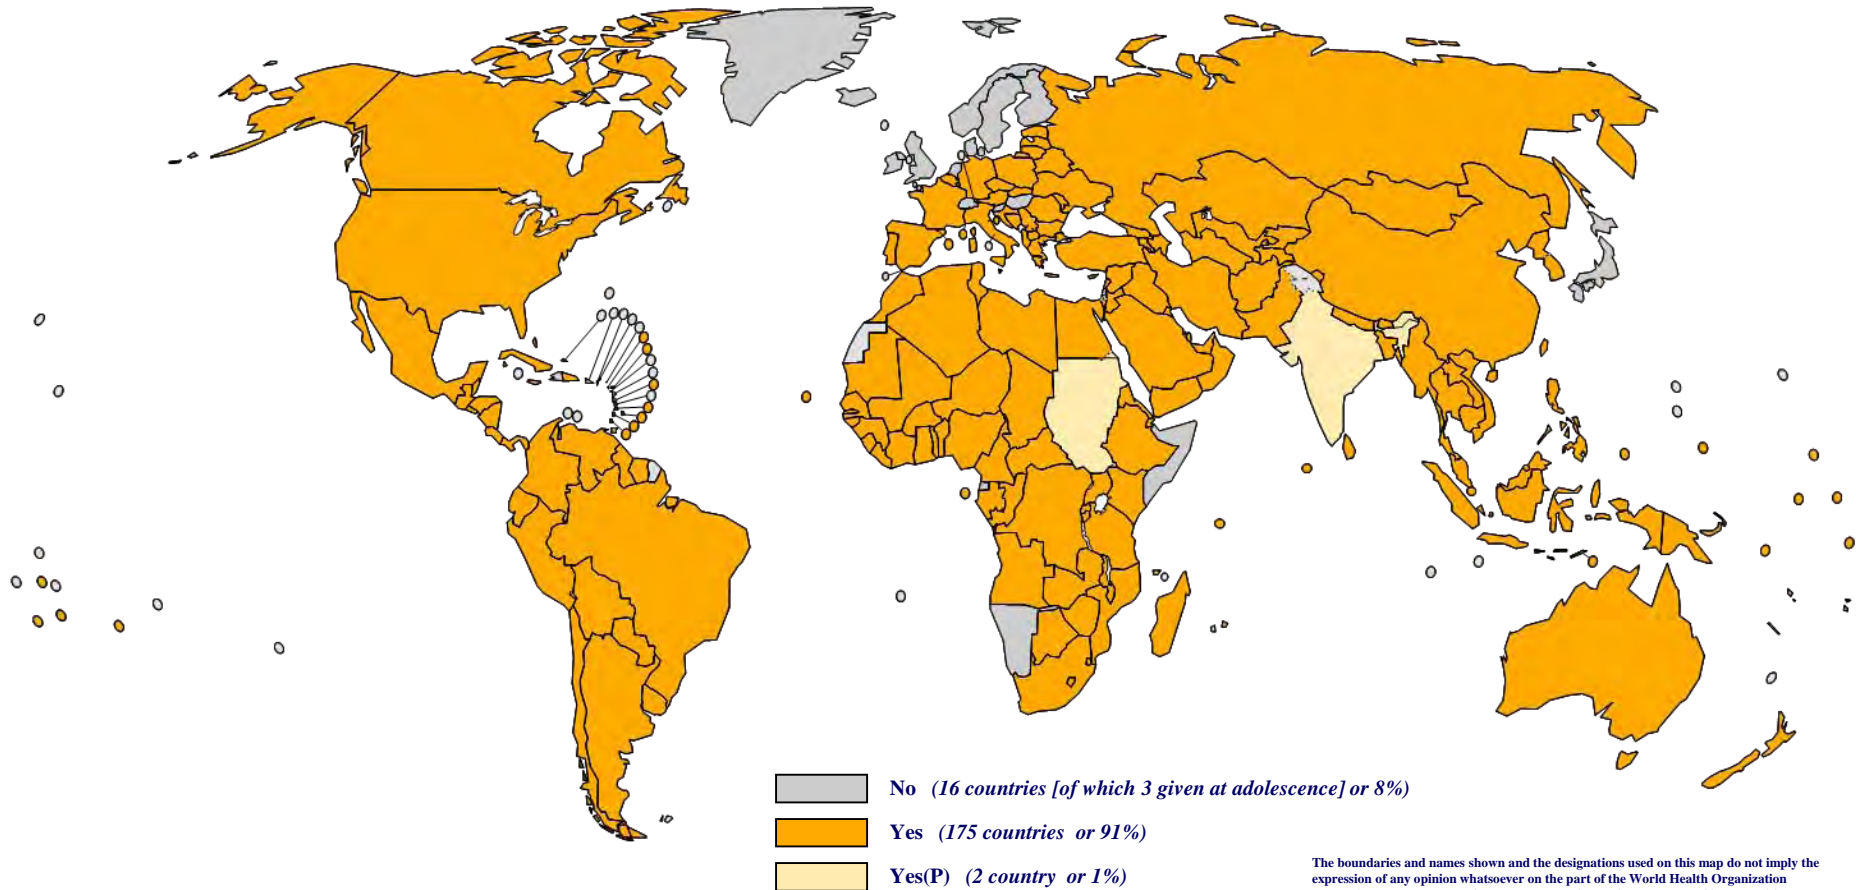 No (16 countries [of which 3 given at adolescence] or 8%)
Yes (175 countries or 91%)
Yes(P) (2 country or 1%)
The boundaries and names shown and the designations used on this map do not imply the
expression of any opinion whatsoever on the part of the World Health Organization